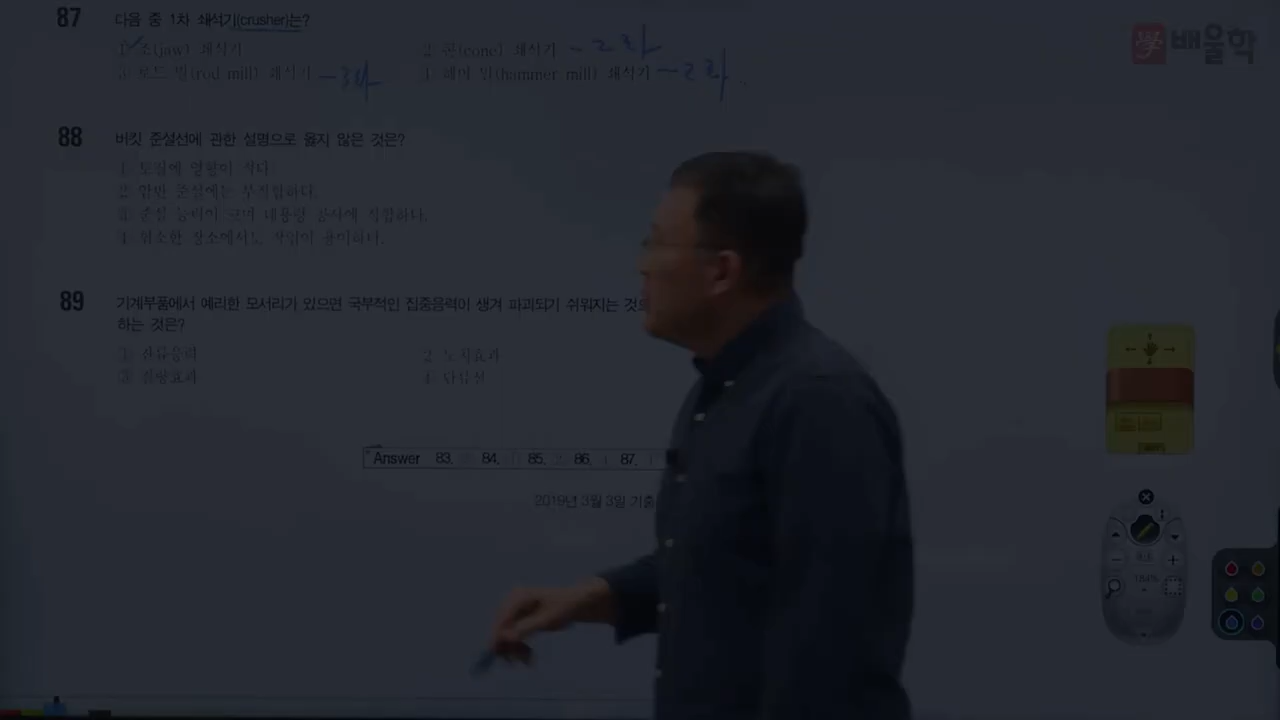 87 다음 중 1차 쇄석기(crusher)는?
1. 조(jaw) 쇄석기 2. 콘(cone) 쇄석기 ~2차
3. 로드 밀(rod mill) 쇄석기 ~3차 4. 해머 밀(hammer mill) 쇄석기 ~2차
배울학
88 버킷 준설선에 관한 설명으로 옳지 않은 것은?
1. 토질에 영향이 작다.
2. 암반 준설에는 부적합하다.
3. 준설 능력이 크며 대용량 공사에 적합하다.
4. 협소한 장소에서도 작업이 용이하다.
89 기계부품에서 예리한 모서리가 있으면 국부적인 집중응력이 생겨 파괴되기 쉬워지는 것으
하는 것은?
1. 잔류응력 2. 노치효과
3. 질량효과 4. 단류선
Answer 83. 84. 85. 86. 87.
2019년 3월 3일 기출
184%